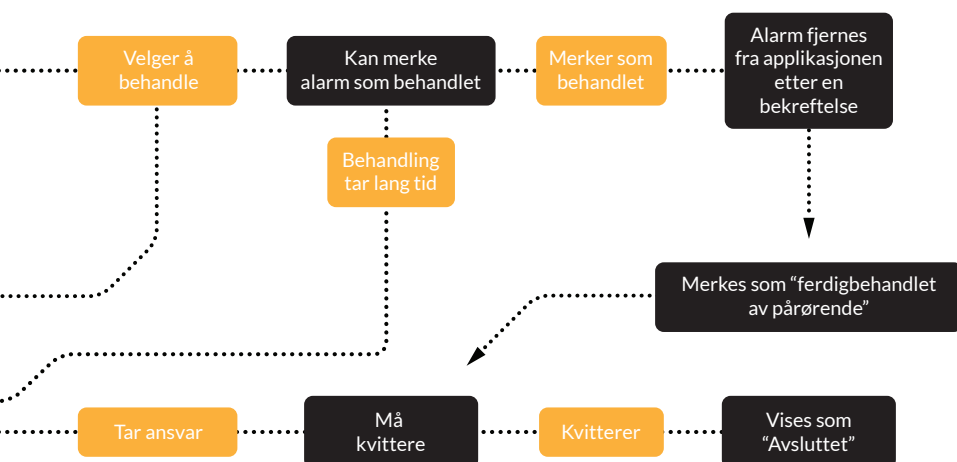 Velger å
behandle
Kan merke
alarm som behandlet
Merker som
behandlet
Alarm fjernes
fra applikasjonen
etter en
bekreftelse
Behandling
tar lang tid
Merkes som “ferdigbehandlet
av pårørende”
Tar ansvar
Må
kvittere
Kvitterer
Vises som
“Avsluttet”